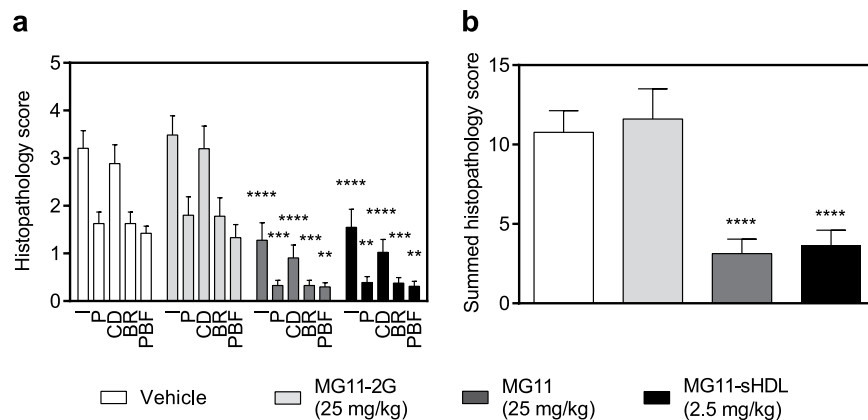 a
Histopathology score
5
4
3
2
1
0
****
***
****
***
**
****
**
****
***
**
I P CD BR PBF I P CD BR PBF I P CD BR PBF I P CD BR PBF
b
Summed histopathology score
15
10
5
0
**** ****
Vehicle
MG11-2G
(25 mg/kg)
MG11
(25 mg/kg)
MG11-sHDL
(2.5 mg/kg)